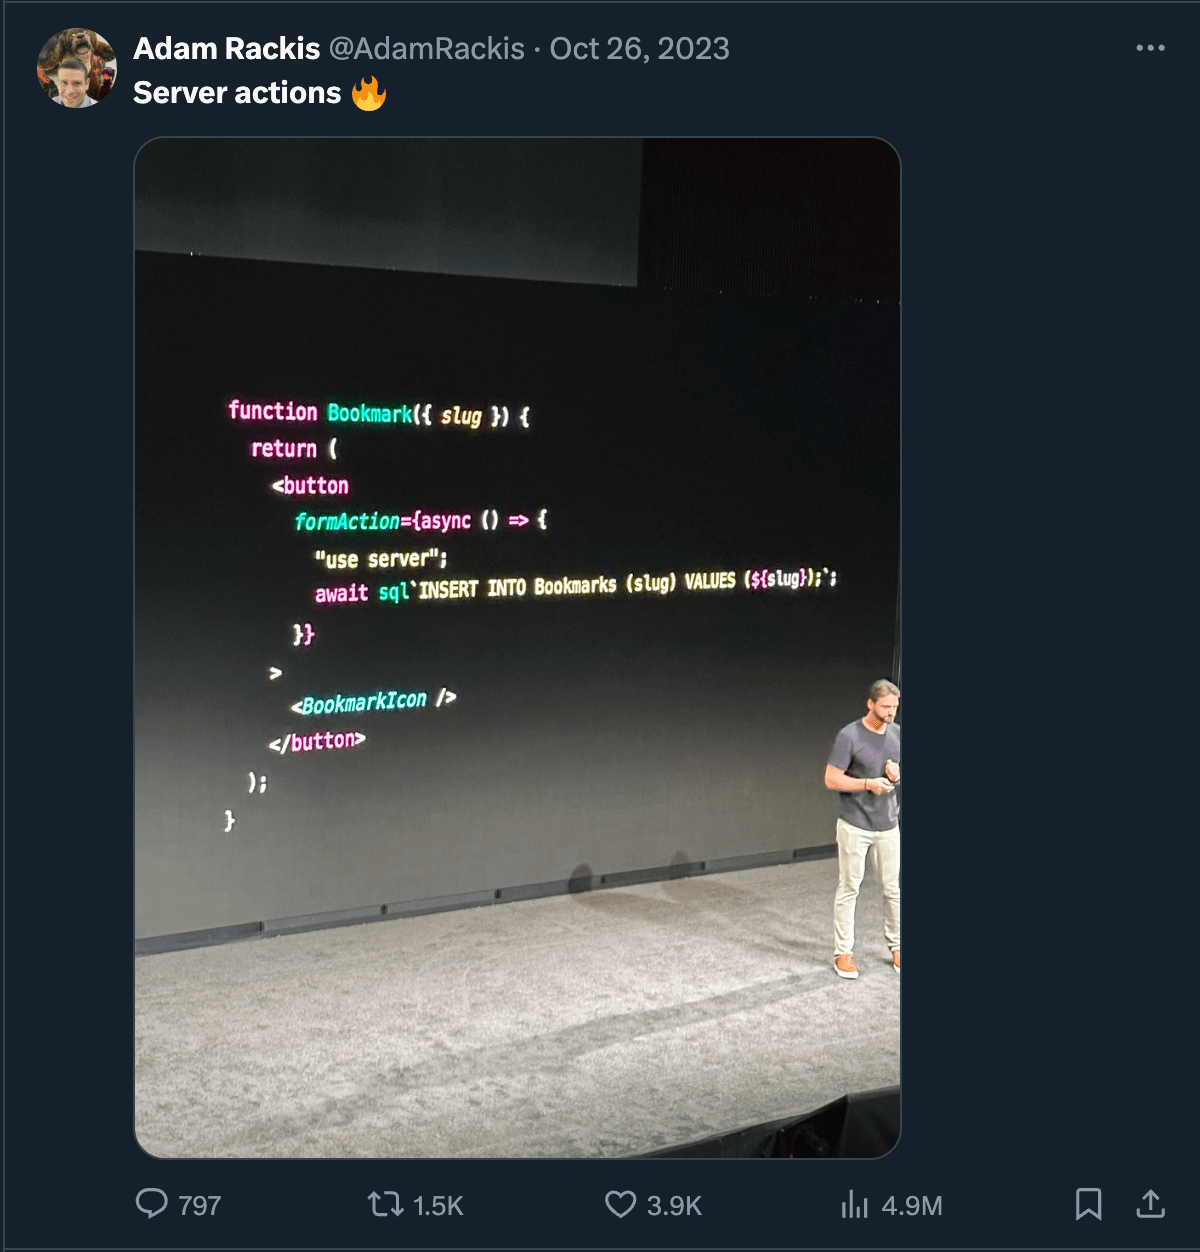 Adam Rackis @AdamRackis · Oct 26, 2023
Server actions 🔥
function Bookmark({ slug }) {
return (
<button
formAction={async () => {
"use server";
await sql`INSERT INTO Bookmarks (slug) VALUES (${slug});`;
}}
>
<BookmarkIcon />
</button>
);
}
797 1.5K 3.9K 4.9M